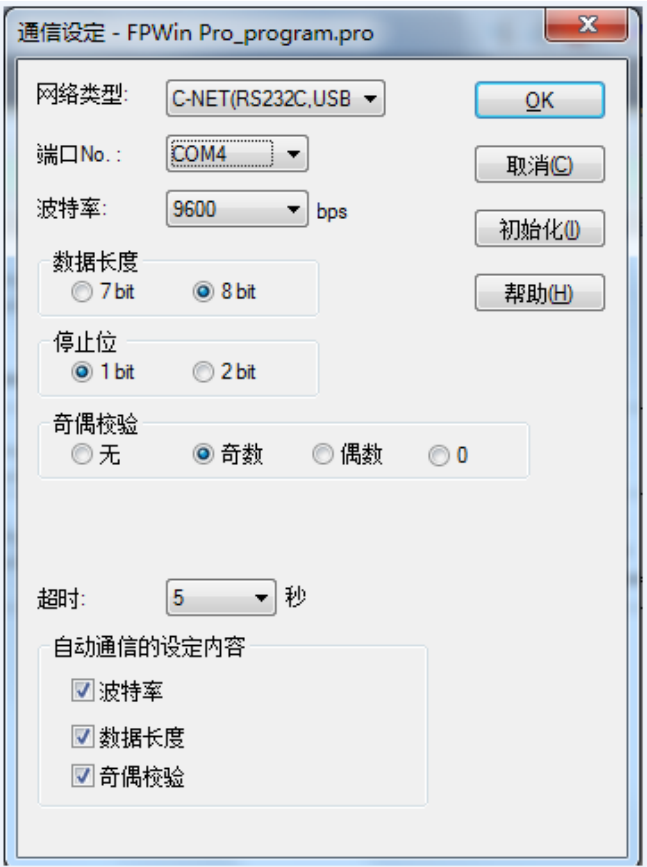 通信设定 - FPWin Pro_program.pro
网络类型: C-NET(RS232C,USB OK
端口No. : COM4 取消(C)
波特率: 9600 bps 初始化(I)
数据长度
7 bit 8 bit 帮助(H)
停止位
1 bit 2 bit
奇偶校验
无 奇数 偶数 0
超时: 5 秒
自动通信的设定内容
波特率
数据长度
奇偶校验